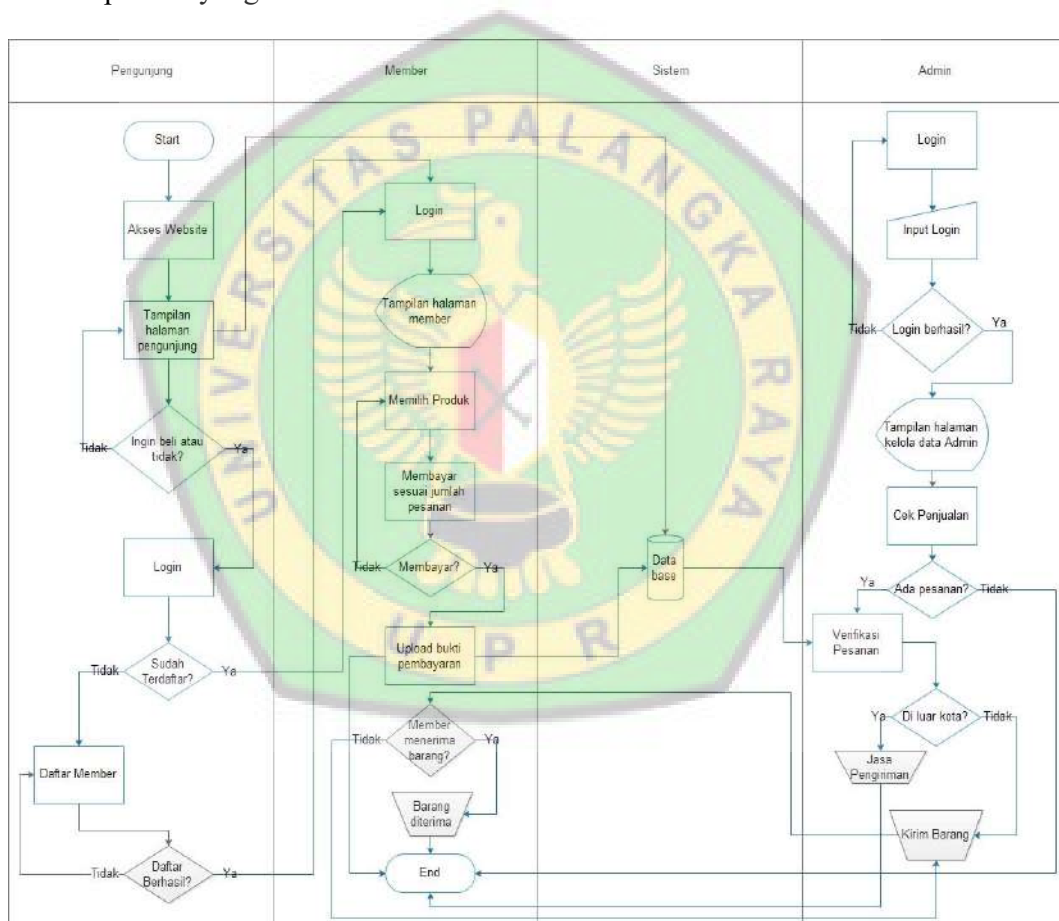 Pengunjung
Member
Sistem
Admin
UNIVERSITAS PALANGKA RAYA
UPR
Start
Akses Website
Tampilan
halaman
pengunjung
Ingin beli atau
tidak?
Tidak
Ya
Login
Sudah
Terdaftar?
Tidak
Ya
Daftar Member
Daftar
Berhasil?
Tidak
Ya
Login
Tampilan halaman
member
Memilih Produk
Membayar
sesuai jumlah
pesanan
Membayar?
Tidak
Ya
Upload bukti
pembayaran
Member
menerima
barang?
Tidak
Ya
Barang
diterima
End
Data
base
Login
Input Login
Login berhasil?
Tidak
Ya
Tampilan halaman
kelola data Admin
Cek Penjualan
Ada pesanan?
Ya
Tidak
Verifikasi
Pesanan
Di luar kota?
Ya
Tidak
Jasa
Pengiriman
Kirim Barang